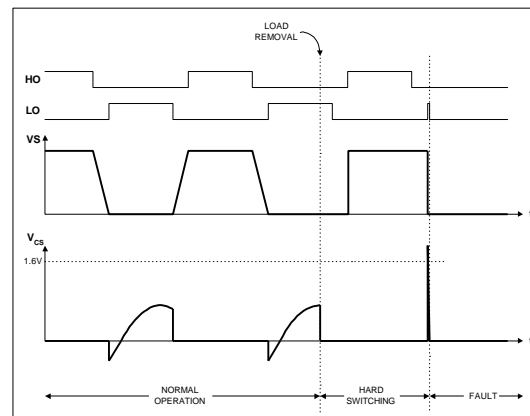 LOAD
REMOVAL
HO
LO
VS
t
VCS
1.6V
t
NORMAL
OPERATION
HARD
SWITCHING
FAULT